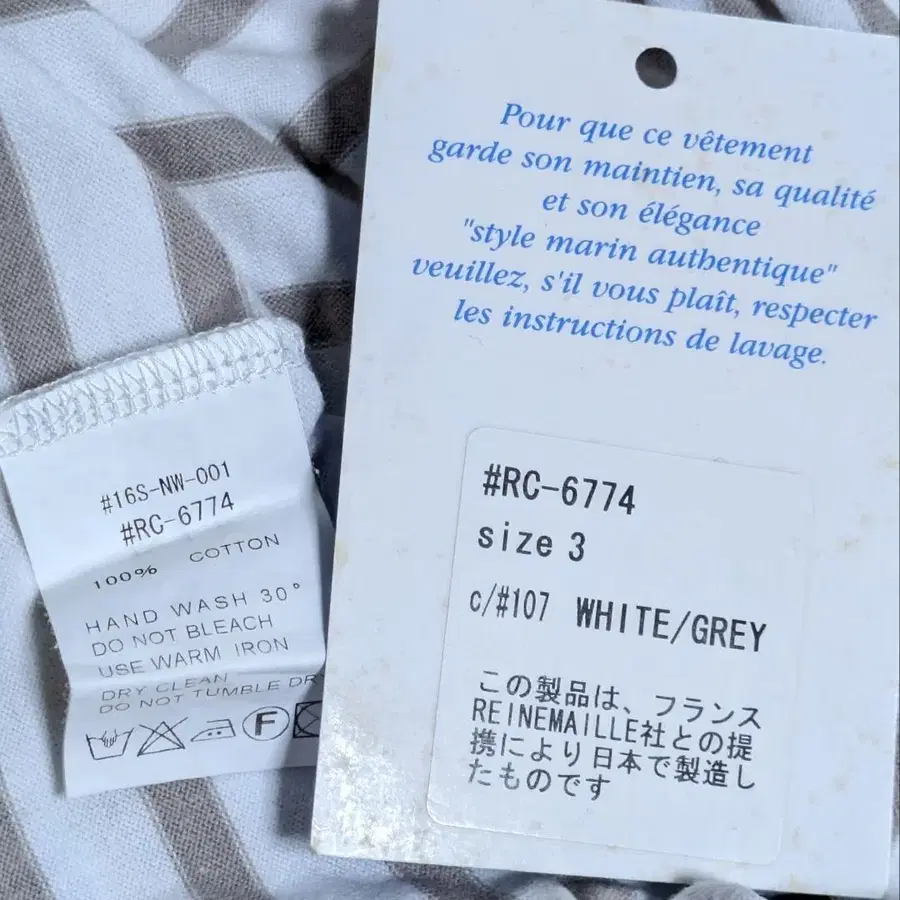 Pour que ce vêtement
garde son maintien, sa qualité
et son élégance
"style marin authentique"
veuillez, s'il vous plaît, respecter
les instructions de lavage.
#RC-6774
size 3
c/#107 WHITE/GREY
この製品は、フランス
REINEMAILLE社との提
携により日本で製造し
たものです
#16S-NW-001
#RC-6774
100% COTTON
HAND WASH 30°
DO NOT BLEACH
USE WARM IRON
DRY CLEAN
DO NOT TUMBLE DR
F